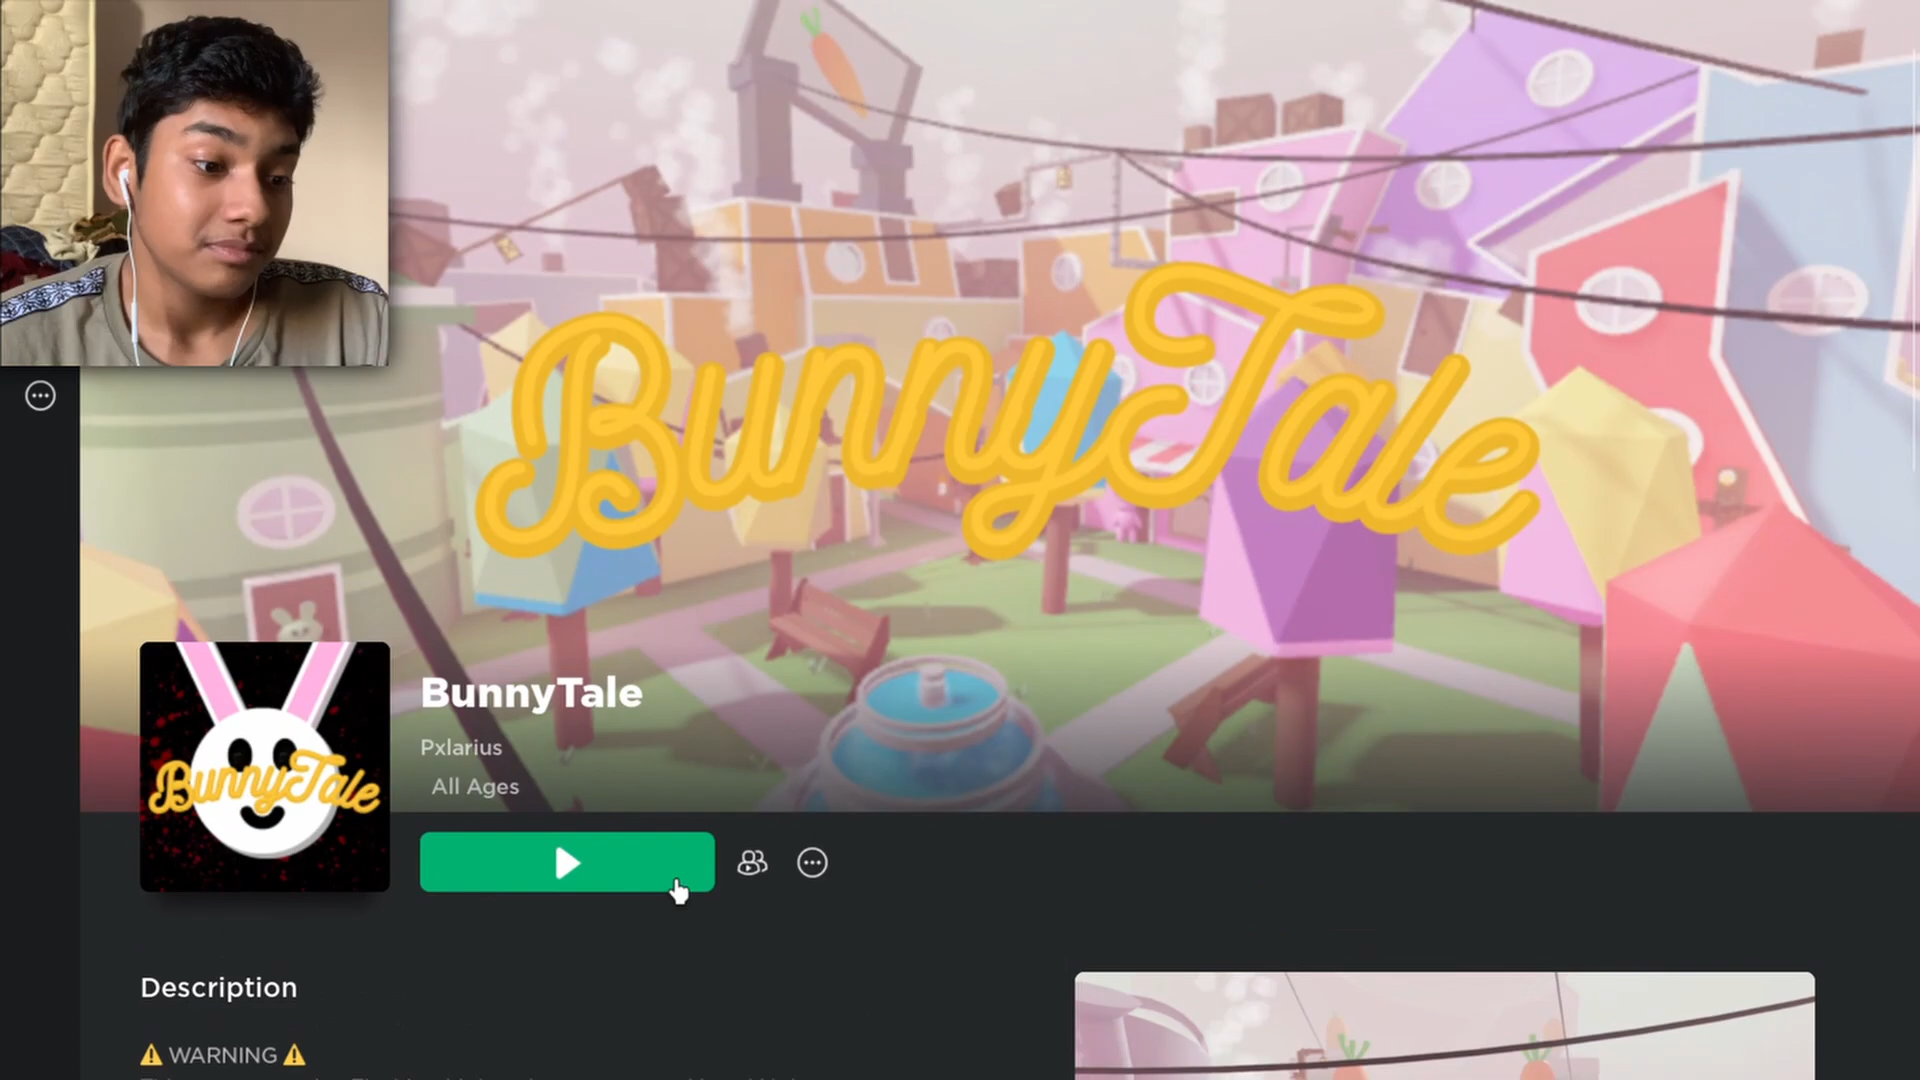 BunnyTale
BunnyTale
BunnyTale
Pxlarius
All Ages
Description
⚠️ WARNING ⚠️